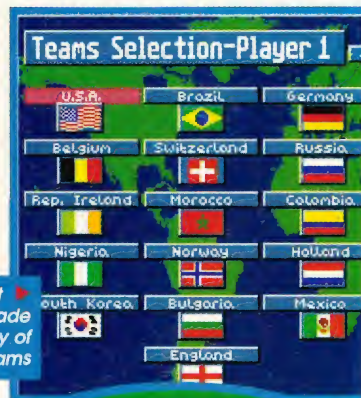 Teams Selection-Player 1
U.S.A. Brazil Germany
Belgium Switzerland Russia
Rep. Ireland Morocco Colombia
Nigeria Norway Holland
South Korea Bulgaria Mexico
England
ade
y of
ams